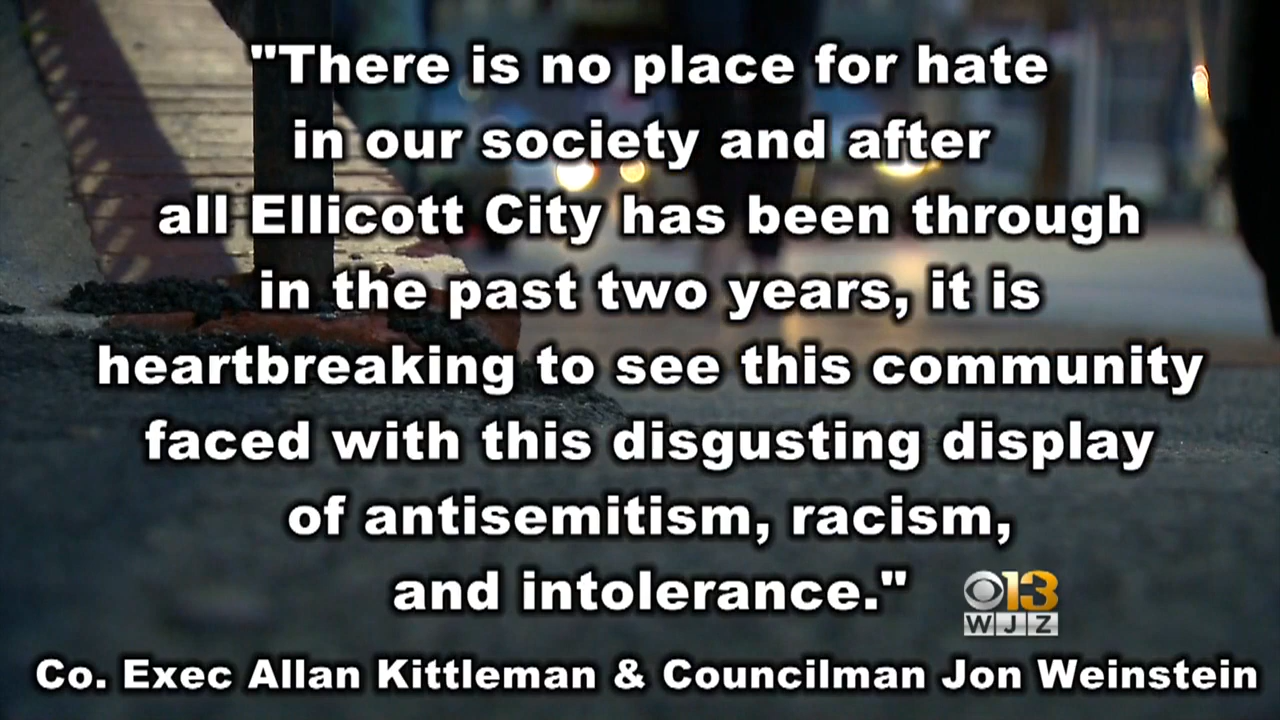 "There is no place for hate
in our society and after
all Ellicott City has been through
in the past two years, it is
heartbreaking to see this community
faced with this disgusting display
of antisemitism, racism,
and intolerance."
13
WJZ
Co. Exec Allan Kittleman & Councilman Jon Weinstein